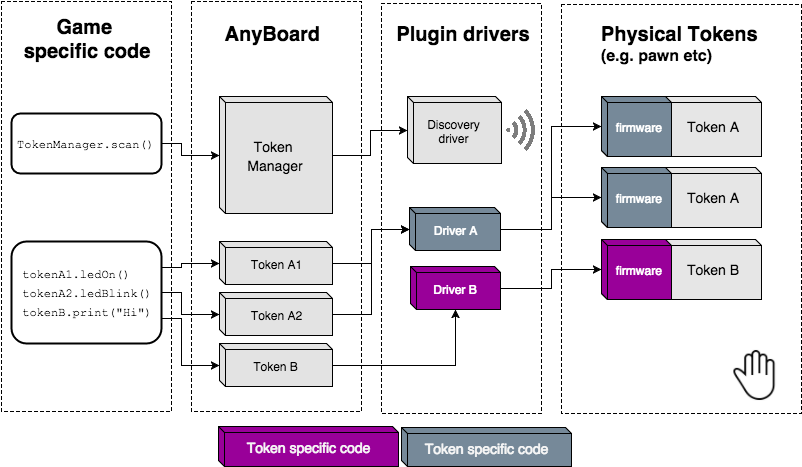 Game
specific code
AnyBoard
Plugin drivers
Physical Tokens
(e.g. pawn etc)
TokenManager.scan()
Token
Manager
Discovery
driver
firmware
Token A
firmware
Token A
Driver A
firmware
Token B
Driver B
tokenA1.ledOn()
tokenA2.ledBlink()
tokenB.print("Hi")
Token A1
Token A2
Token B
Token specific code
Token specific code